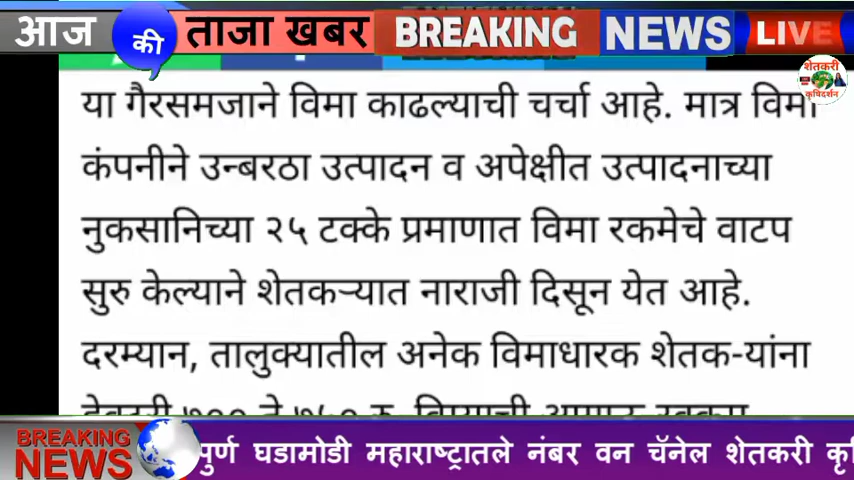 आज की ताजा खबर BREAKING NEWS LIVE
शेतकरी
कृषिदर्शन
या गैरसमजाने विमा काढल्याची चर्चा आहे. मात्र विमा
कंपनीने उन्बरठा उत्पादन व अपेक्षीत उत्पादनाच्या
नुकसानिच्या २५ टक्के प्रमाणात विमा रकमेचे वाटप
सुरु केल्याने शेतकऱ्यात नाराजी दिसून येत आहे.
दरम्यान, तालुक्यातील अनेक विमाधारक शेतक-यांना
BREAKING
NEWS
पुर्ण घडामोडी महाराष्ट्रातले नंबर वन चॅनेल शेतकरी